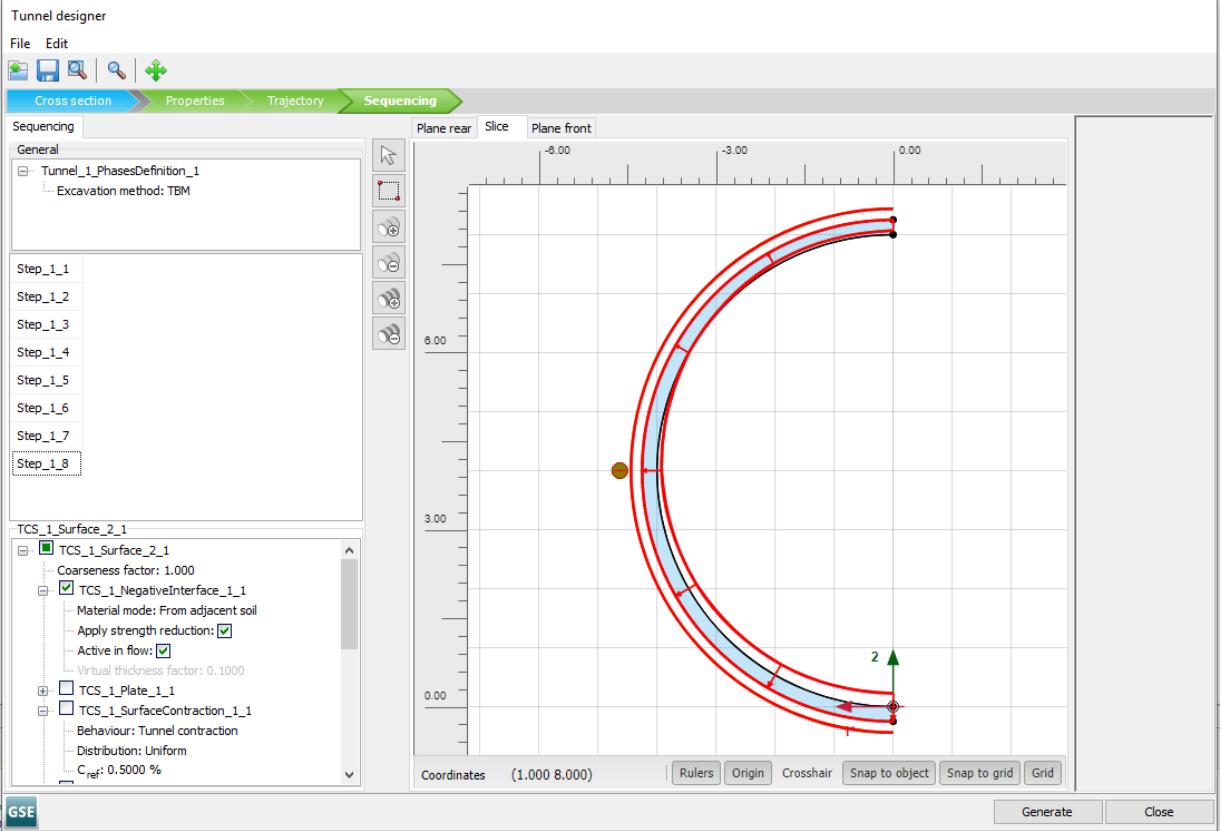 Tunnel designer
File Edit
Cross section Properties Trajectory Sequencing
Sequencing
General
Tunnel_1_PhasesDefinition_1
Excavation method: TBM
Step_1_1
Step_1_2
Step_1_3
Step_1_4
Step_1_5
Step_1_6
Step_1_7
Step_1_8
TCS_1_Surface_2_1
TCS_1_Surface_2_1
Coarseness factor: 1.000
TCS_1_NegativeInterface_1_1
Material mode: From adjacent soil
Apply strength reduction:
Active in flow:
Virtual thickness factor: 0.1000
TCS_1_Plate_1_1
TCS_1_SurfaceContraction_1_1
Behaviour: Tunnel contraction
Distribution: Uniform
Cref: 0.5000 %
Plane rear Slice Plane front
-6.00 -3.00 0.00
6.00
3.00
2
0.00
1
Coordinates (1.000 8.000) Rulers Origin Crosshair Snap to object Snap to grid Grid
GSE Generate Close